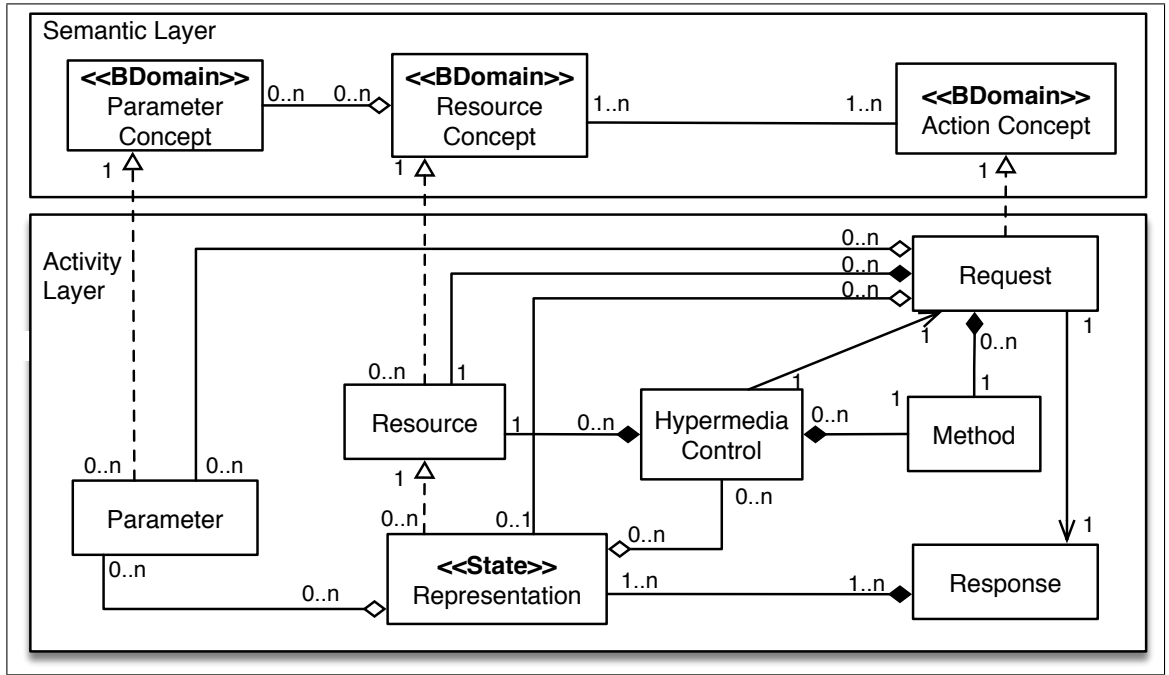 Semantic Layer
<<BDomain>>
Parameter
Concept
0..n
0..n
<<BDomain>>
Resource
Concept
1..n
1..n
<<BDomain>>
Action Concept
1
1
1
Activity
Layer
0..n
0..n
0..n
Request
1
1
0..n
0..n
1
Resource
1
0..n
1
Hypermedia
Control
0..n
1
1
Method
0..n
0..n
Parameter
0..n
1
0..n
0..1
0..n
0..n
<<State>>
Representation
0..n
1..n
1..n
1
Response